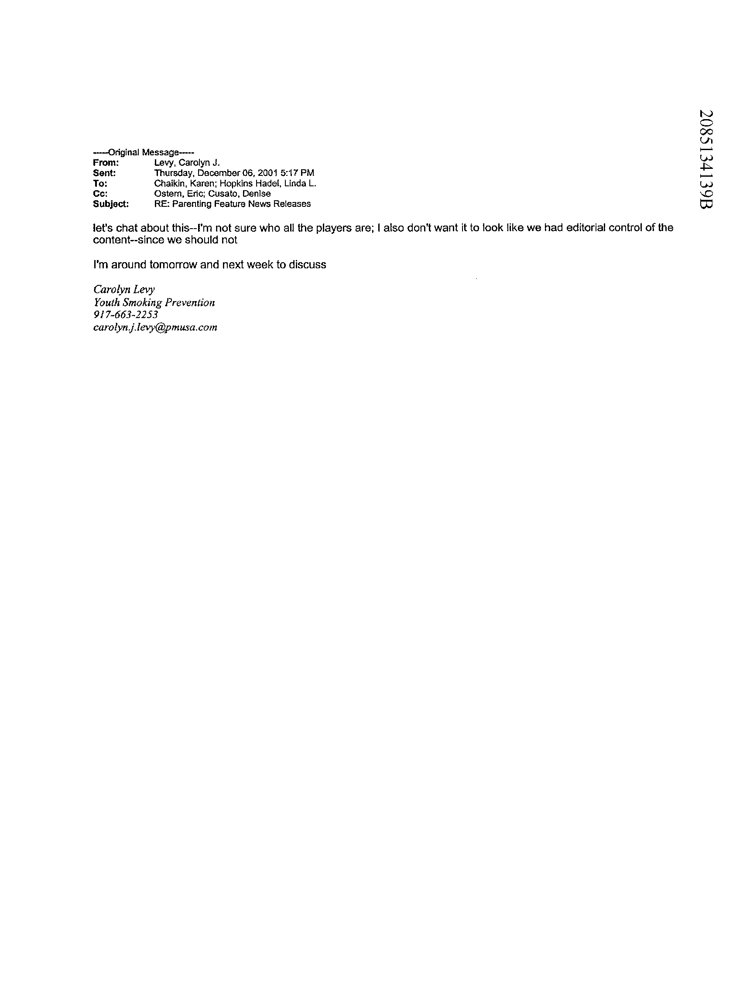 -----Original Message-----
From: Levy, Carolyn J.
Sent: Thursday, December 06, 2001 5:17 PM
To: Chaikin, Karen; Hopkins Hadel, Linda L.
Cc: Ostern, Eric; Cusato, Denise
Subject: RE: Parenting Feature News Releases
let's chat about this--I'm not sure who all the players are; I also don't want it to look like we had editorial control of the
content--since we should not
I'm around tomorrow and next week to discuss
Carolyn Levy
Youth Smoking Prevention
917-663-2253
carolyn.j.levy@pmusa.com
2085134139B